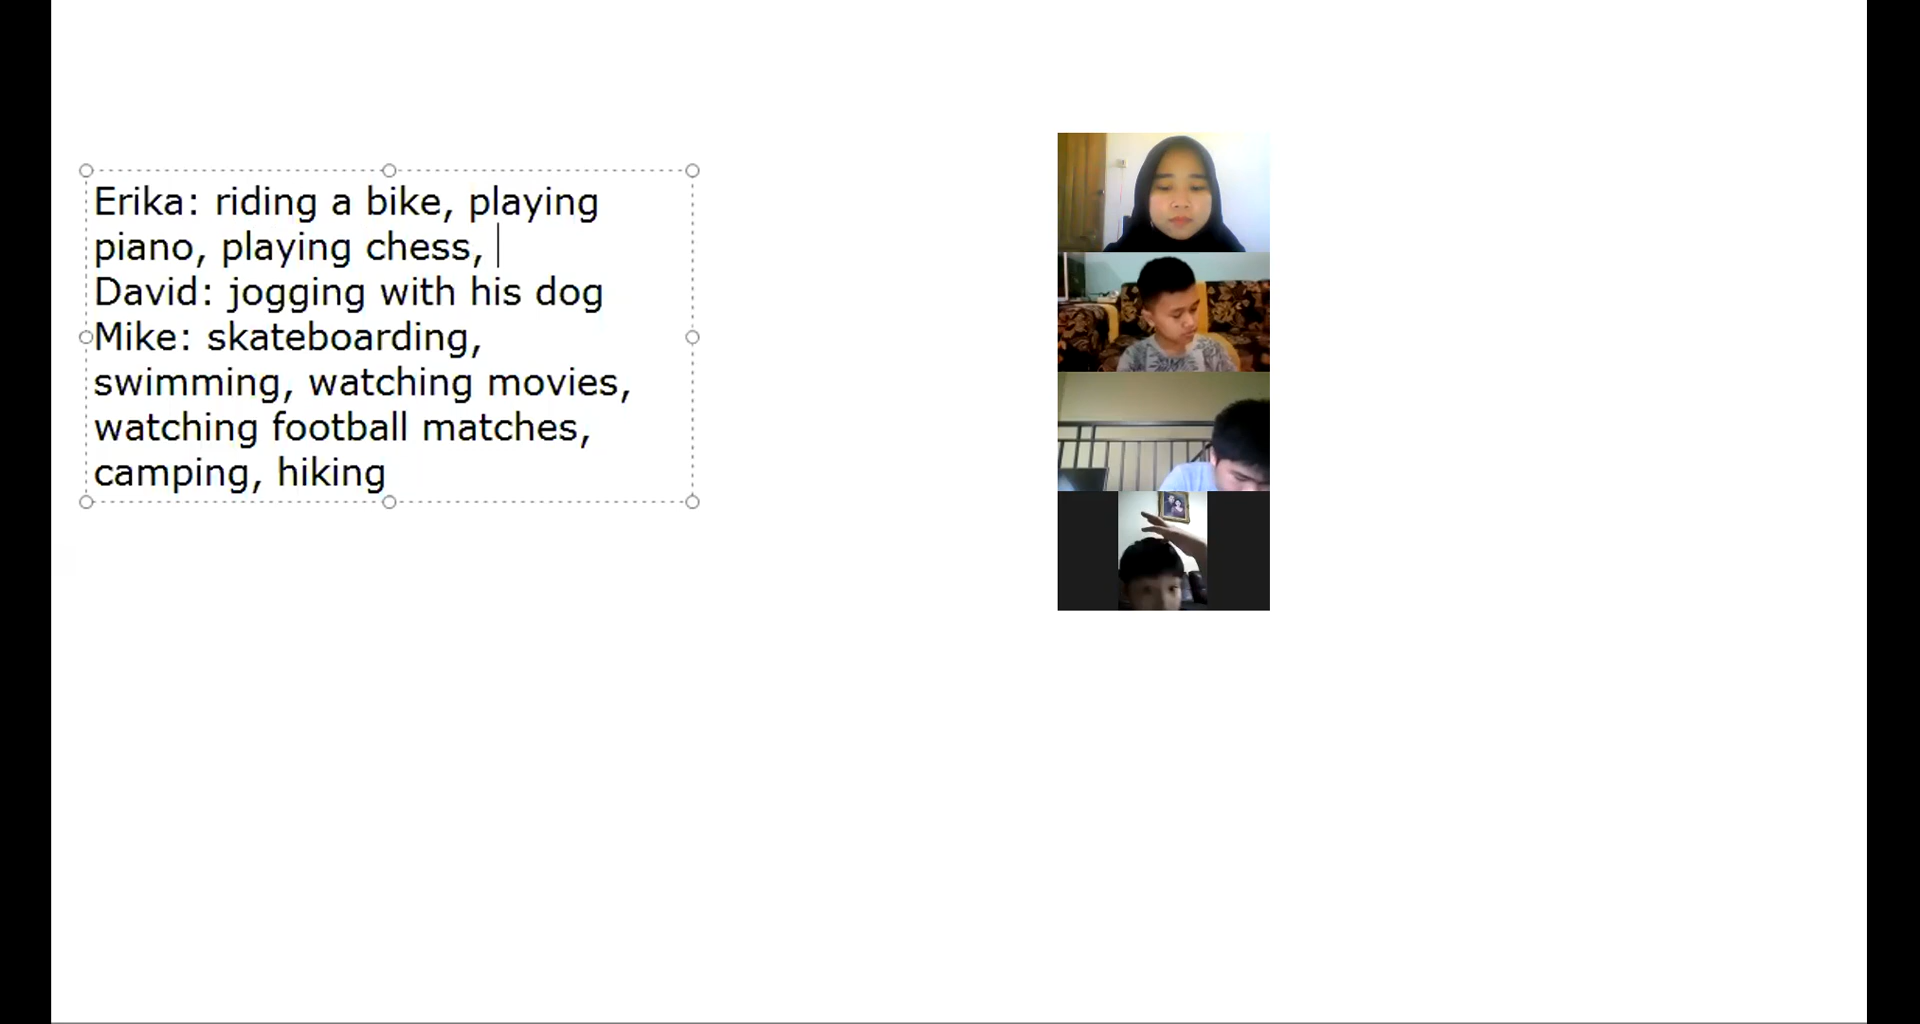 Erika: riding a bike, playing
piano, playing chess,
David: jogging with his dog
Mike: skateboarding,
swimming, watching movies,
watching football matches,
camping, hiking